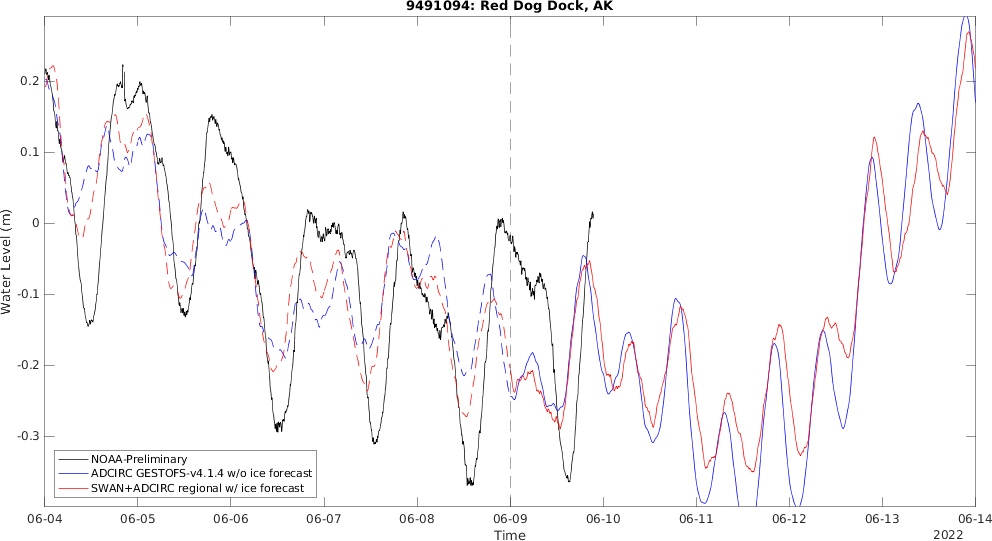 9491094: Red Dog Dock, AK
Water Level (m)
0.2
0.1
0
-0.1
-0.2
-0.3
NOAA-Preliminary
ADCIRC GESTOFS-v4.1.4 w/o ice forecast
SWAN+ADCIRC regional w/ ice forecast
06-04 06-05 06-06 06-07 06-08 06-09 06-10 06-11 06-12 06-13 06-14
Time
2022